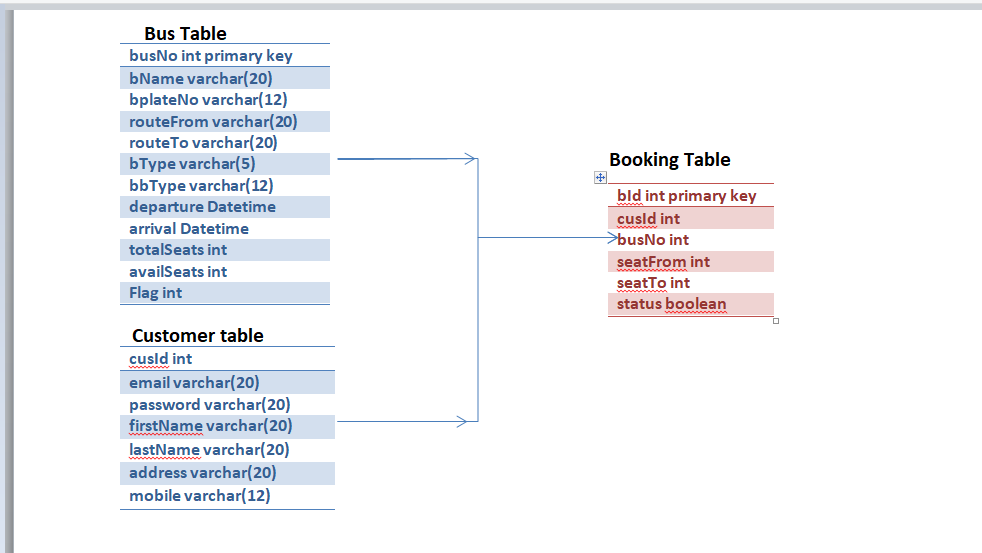 Bus Table
busNo int primary key
bName varchar(20)
bplateNo varchar(12)
routeFrom varchar(20)
routeTo varchar(20)
bType varchar(5)
bbType varchar(12)
departure Datetime
arrival Datetime
totalSeats int
availSeats int
Flag int
Customer table
cusId int
email varchar(20)
password varchar(20)
firstName varchar(20)
lastName varchar(20)
address varchar(20)
mobile varchar(12)
Booking Table
bId int primary key
cusId int
busNo int
seatFrom int
seatTo int
status boolean